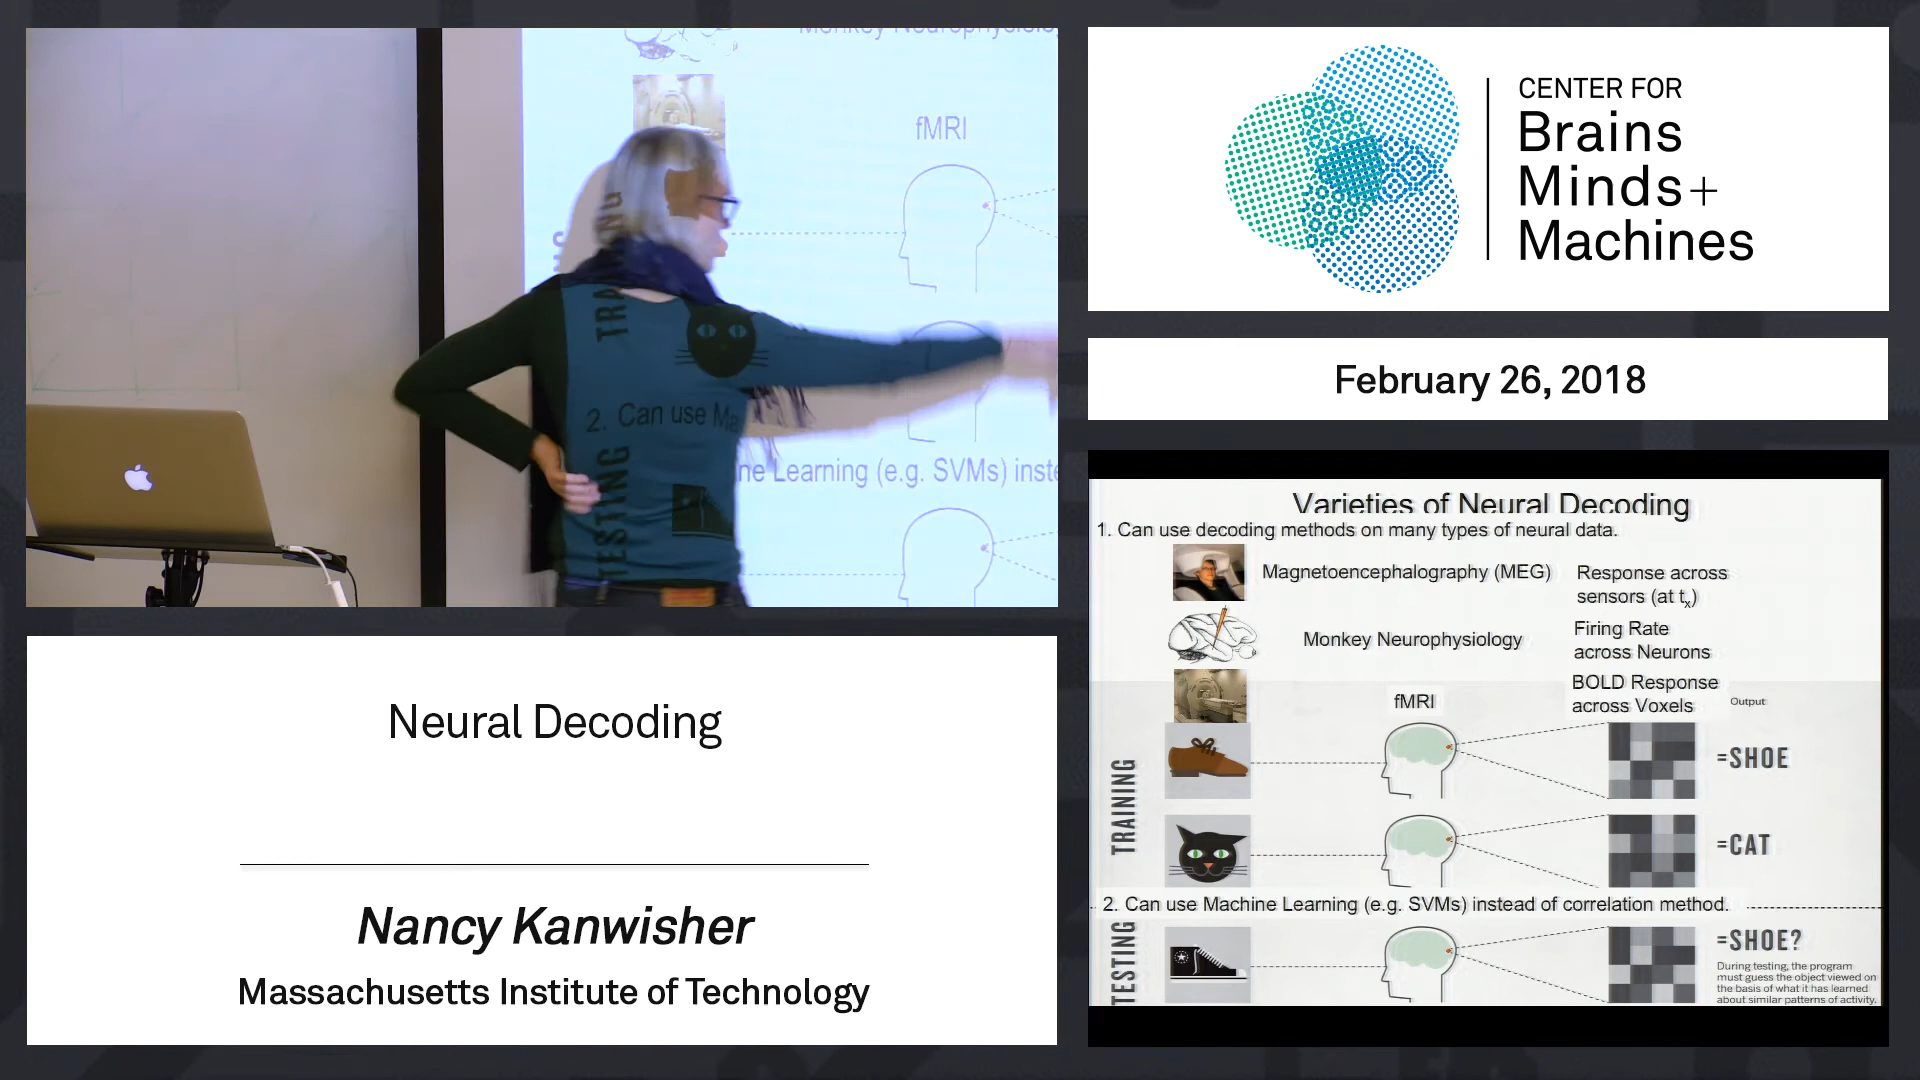 Monkey Neurophysiology
fMRI
TRAINING
2. Can use Ma
ne Learning (e.g. SVMs) inste
TESTING
CENTER FOR
Brains
Minds+
Machines
February 26, 2018
Neural Decoding
Nancy Kanwisher
Massachusetts Institute of Technology
Varieties of Neural Decoding
1. Can use decoding methods on many types of neural data.
Magnetoencephalography (MEG)
Response across
sensors (at tx)
Monkey Neurophysiology
Firing Rate
across Neurons
fMRI
BOLD Response
across Voxels
Output
TRAINING
=SHOE
=CAT
2. Can use Machine Learning (e.g. SVMs) instead of correlation method.
TESTING
=SHOE?
During testing, the program
must guess the object viewed on
the basis of what it has learned
about similar patterns of activity.